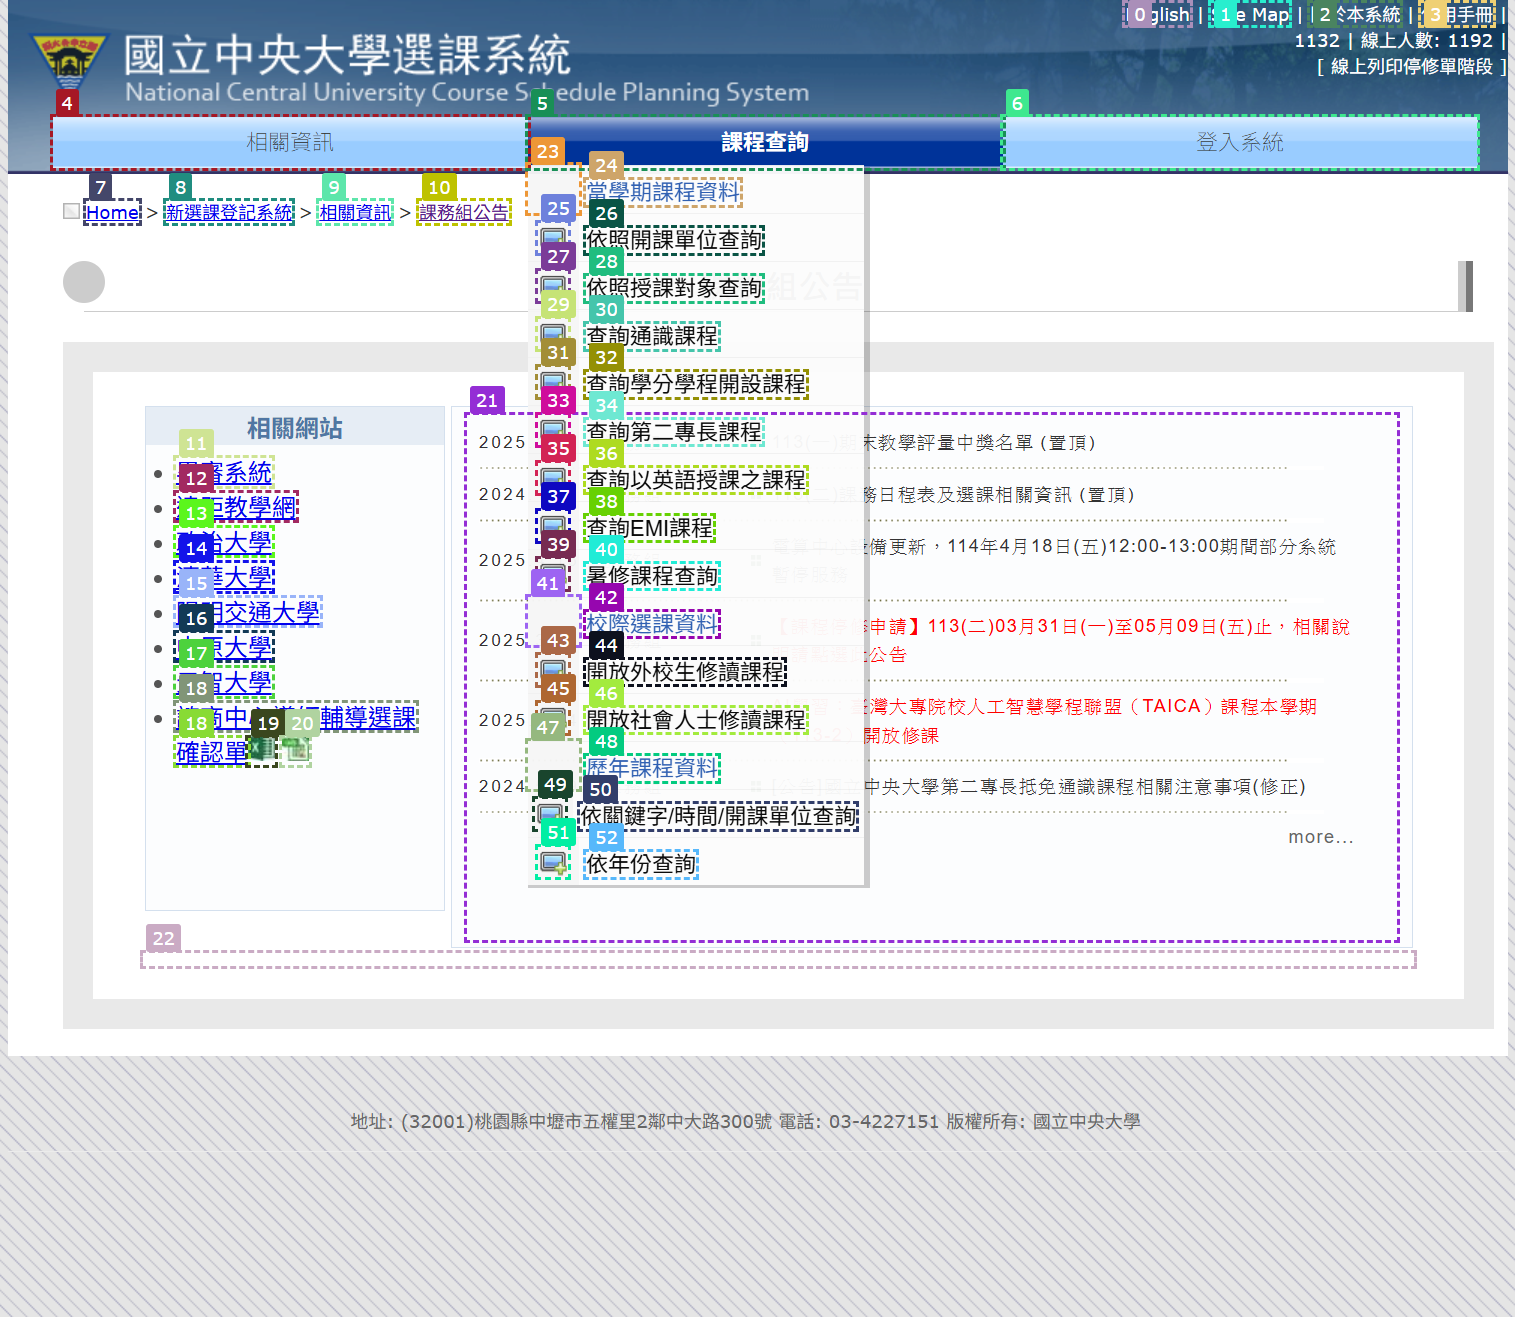 English | Site Map | 關於本系統 | 使用手冊 |
1132 | 線上人數: 1192 |
[ 線上列印停修單階段 ]
國立中央大學選課系統
National Central University Course Schedule Planning System
相關資訊
課程查詢
登入系統
Home > 新選課登記系統 > 相關資訊 > 課務組公告
組公告
當學期課程資料
依照開課單位查詢
依照授課對象查詢
查詢通識課程
查詢學分學程開設課程
查詢第二專長課程
查詢以英語授課之課程
查詢EMI課程
暑修課程查詢
校際選課資料
開放外校生修讀課程
開放社會人士修讀課程
歷年課程資料
依關鍵字/時間/開課單位查詢
依年份查詢
相關網站
審系統
教學網
政治大學
清華大學
陽明交通大學
中原大學
元智大學
輔導選課
確認單
2025
113(一)期末教學評量中獎名單 (置頂)
2024
務日程表及選課相關資訊 (置頂)
2025
備更新，114年4月18日(五)12:00-13:00期間部分系統
2025
申請】113(二)03月31日(一)至05月09日(五)止，相關說
公告
2025
臺灣大專院校人工智慧學程聯盟（TAICA）課程本學期
開放修課
2024
中央大學第二專長抵免通識課程相關注意事項(修正)
more...
地址: (32001)桃園縣中壢市五權里2鄰中大路300號 電話: 03-4227151 版權所有: 國立中央大學
0
1
2
3
4
5
6
7
8
9
10
11
12
13
14
15
16
17
18
18
19
20
21
22
23
24
25
26
27
28
29
30
31
32
33
34
35
36
37
38
39
40
41
42
43
44
45
46
47
48
49
50
51
52